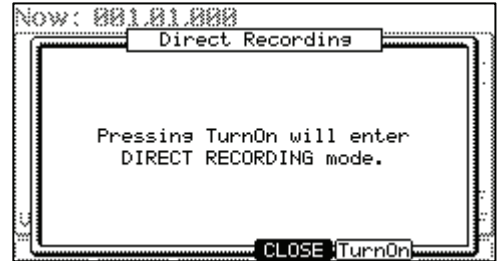 Now: 001.01.000
Direct Recording
Pressing TurnOn will enter
DIRECT RECORDING mode.
CLOSE TurnOn